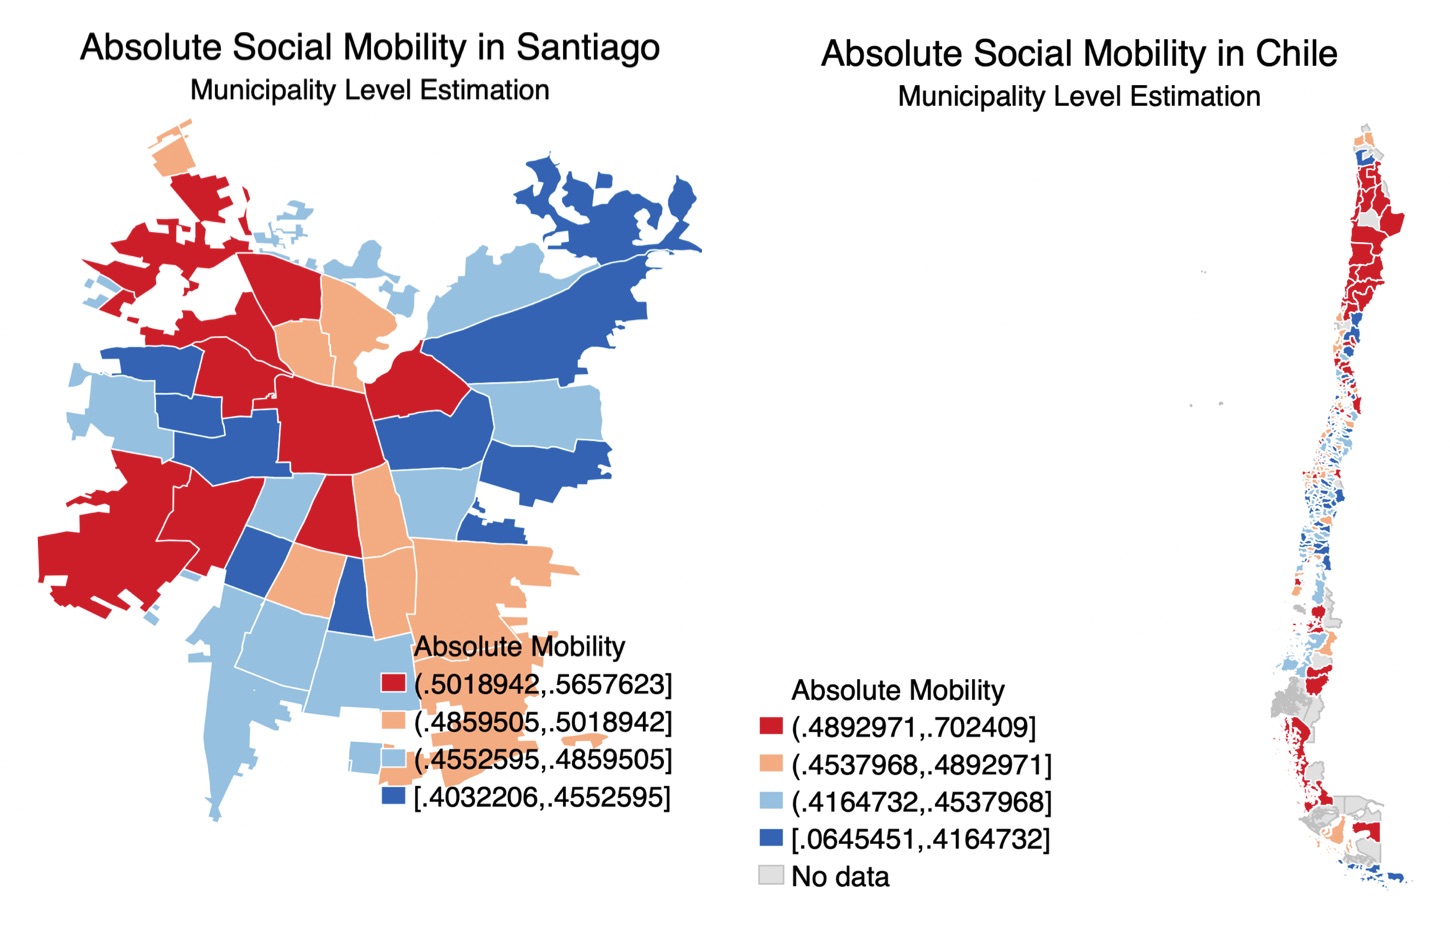 Absolute Social Mobility in Santiago
Municipality Level Estimation
Absolute Mobility
(.5018942,.5657623]
(.4859505,.5018942]
(.4552595,.4859505]
[.4032206,.4552595]
Absolute Social Mobility in Chile
Municipality Level Estimation
Absolute Mobility
(.4892971,.702409]
(.4537968,.4892971]
(.4164732,.4537968]
[.0645451,.4164732]
No data